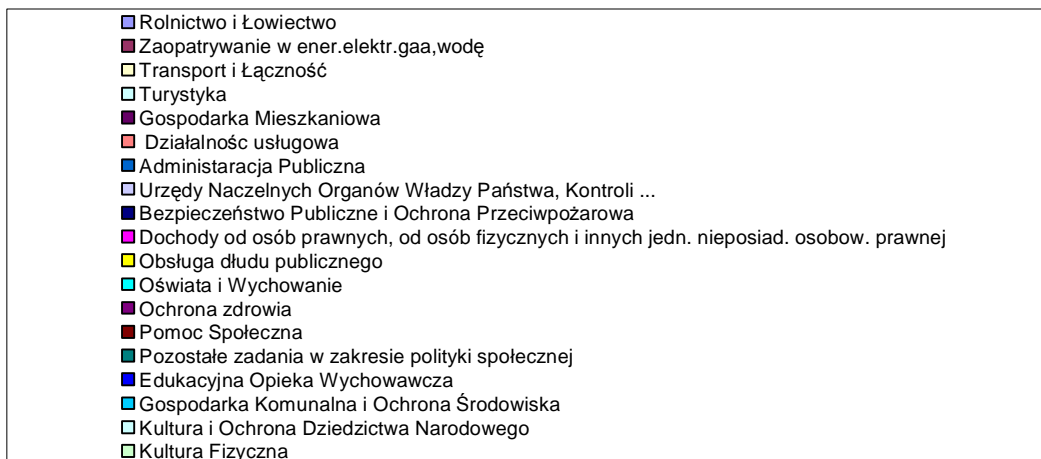 Rolnictwo i Łowiectwo
Zaopatrywanie w ener.elektr.gaa,wodę
Transport i Łączność
Turystyka
Gospodarka Mieszkaniowa
Działalnośc usługowa
Administaracja Publiczna
Urzędy Naczelnych Organów Władzy Państwa, Kontroli ...
Bezpieczeństwo Publiczne i Ochrona Przeciwpożarowa
Dochody od osób prawnych, od osób fizycznych i innych jedn. nieposiad. osobow. prawnej
Obsługa dłudu publicznego
Oświata i Wychowanie
Ochrona zdrowia
Pomoc Społeczna
Pozostałe zadania w zakresie polityki społecznej
Edukacyjna Opieka Wychowawcza
Gospodarka Komunalna i Ochrona Środowiska
Kultura i Ochrona Dziedzictwa Narodowego
Kultura Fizyczna